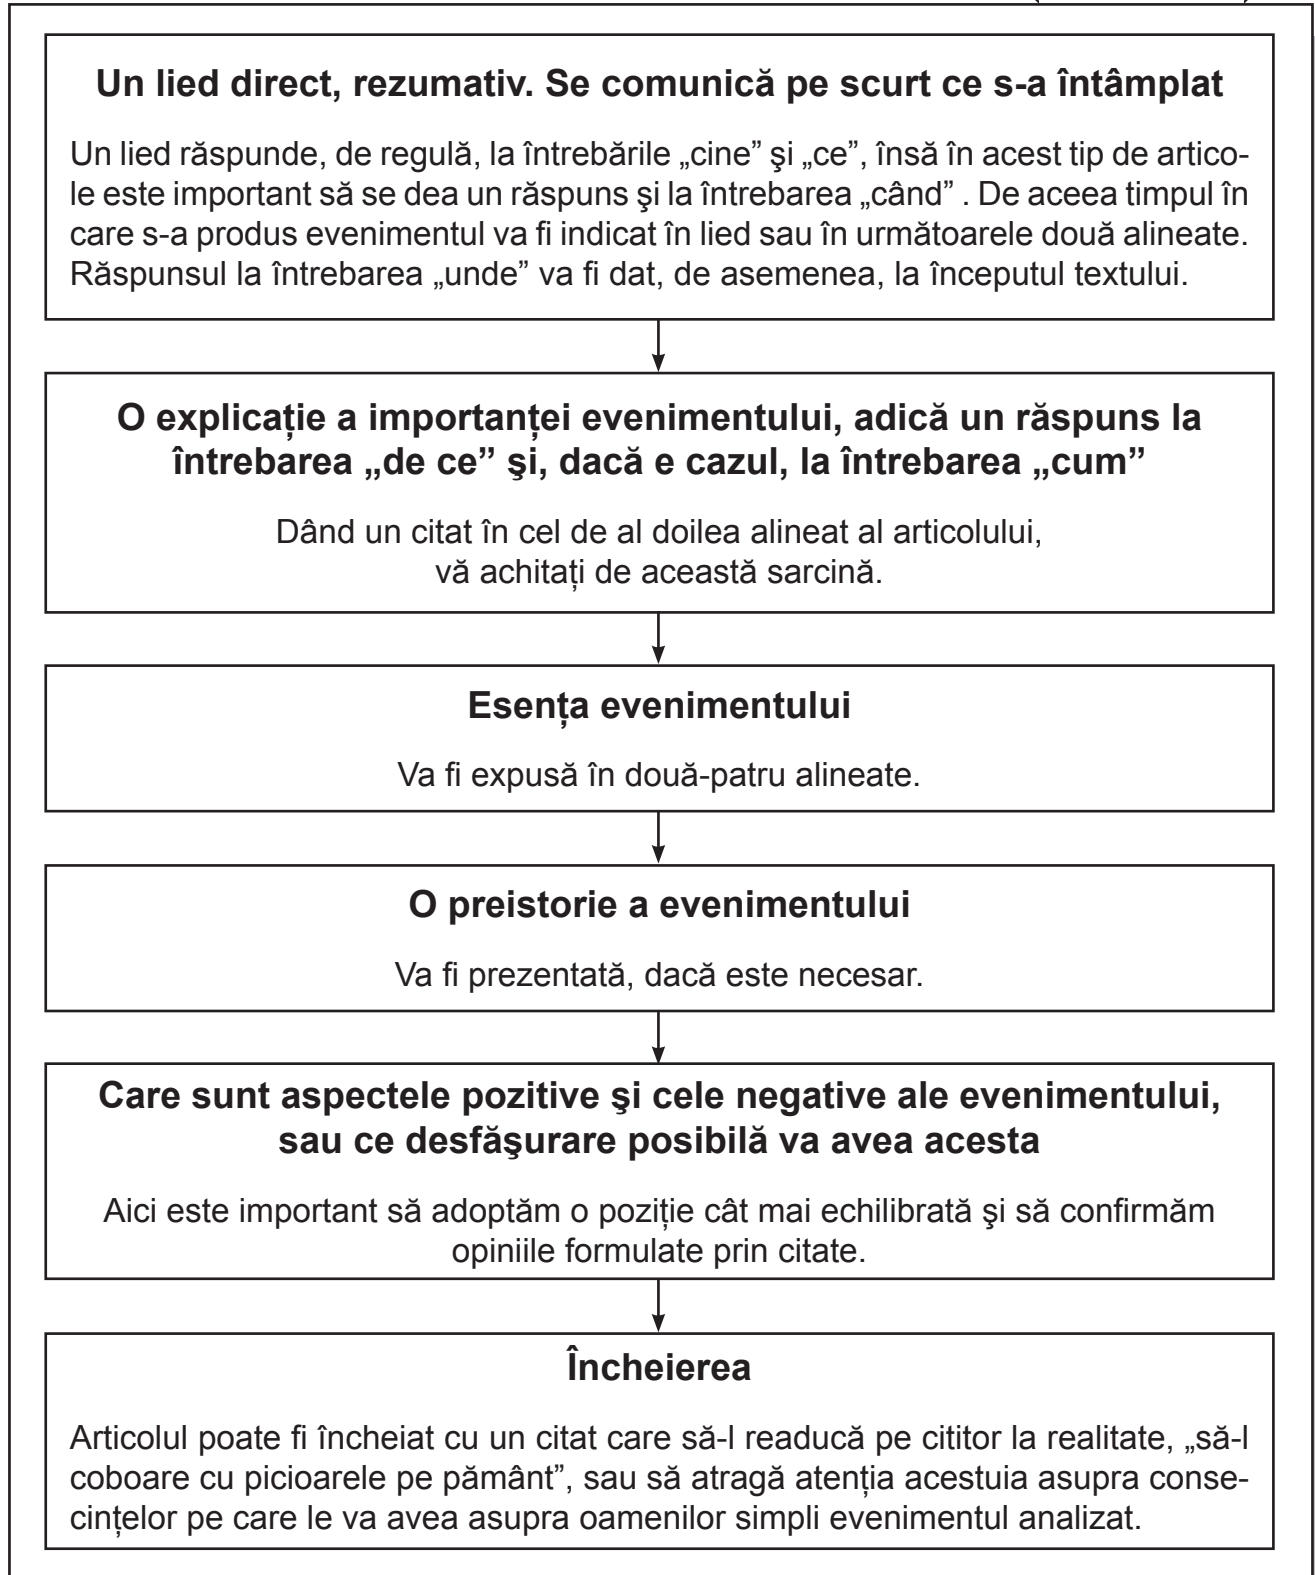 Un lied direct, rezumativ. Se comunică pe scurt ce s-a întâmplat
Un lied răspunde, de regulă, la întrebările „cine” şi „ce”, însă în acest tip de artico-
le este important să se dea un răspuns şi la întrebarea „când” . De aceea timpul în
care s-a produs evenimentul va fi indicat în lied sau în următoarele două alineate.
Răspunsul la întrebarea „unde” va fi dat, de asemenea, la începutul textului.
O explicaţie a importanţei evenimentului, adică un răspuns la
întrebarea „de ce” şi, dacă e cazul, la întrebarea „cum”
Dând un citat în cel de al doilea alineat al articolului,
vă achitaţi de această sarcină.
Esenţa evenimentului
Va fi expusă în două-patru alineate.
O preistorie a evenimentului
Va fi prezentată, dacă este necesar.
Care sunt aspectele pozitive şi cele negative ale evenimentului,
sau ce desfăşurare posibilă va avea acesta
Aici este important să adoptăm o poziţie cât mai echilibrată şi să confirmăm
opiniile formulate prin citate.
Încheierea
Articolul poate fi încheiat cu un citat care să-l readucă pe cititor la realitate, „să-l
coboare cu picioarele pe pământ”, sau să atragă atenţia acestuia asupra conse-
cinţelor pe care le va avea asupra oamenilor simpli evenimentul analizat.